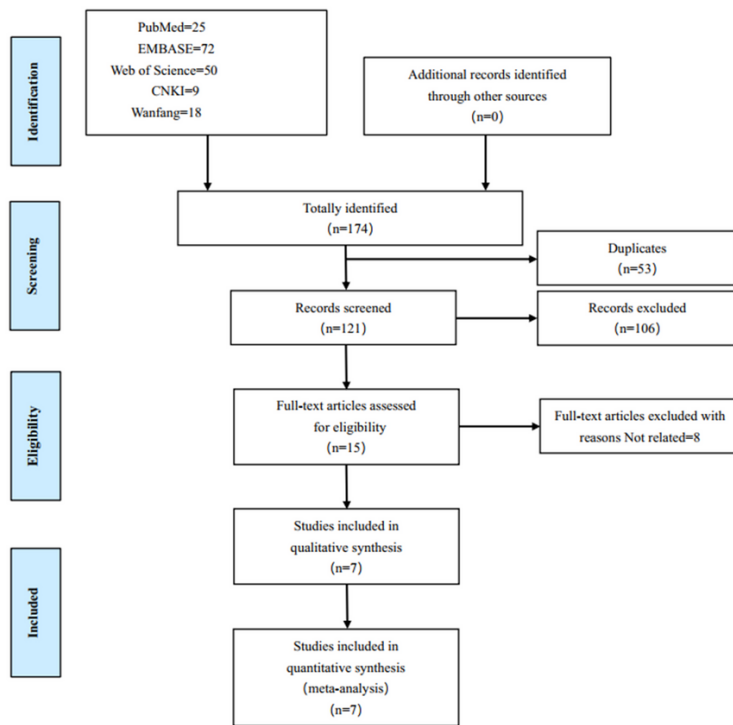 Identification
PubMed=25
EMBASE=72
Web of Science=50
CNKI=9
Wanfang=18
Additional records identified
through other sources
(n=0)
Screening
Totally identified
(n=174)
Duplicates
(n=53)
Records screened
(n=121)
Records excluded
(n=106)
Eligibility
Full-text articles assessed
for eligibility
(n=15)
Full-text articles excluded with
reasons Not related=8
Included
Studies included in
qualitative synthesis
(n=7)
Studies included in
quantitative synthesis
(meta-analysis)
(n=7)